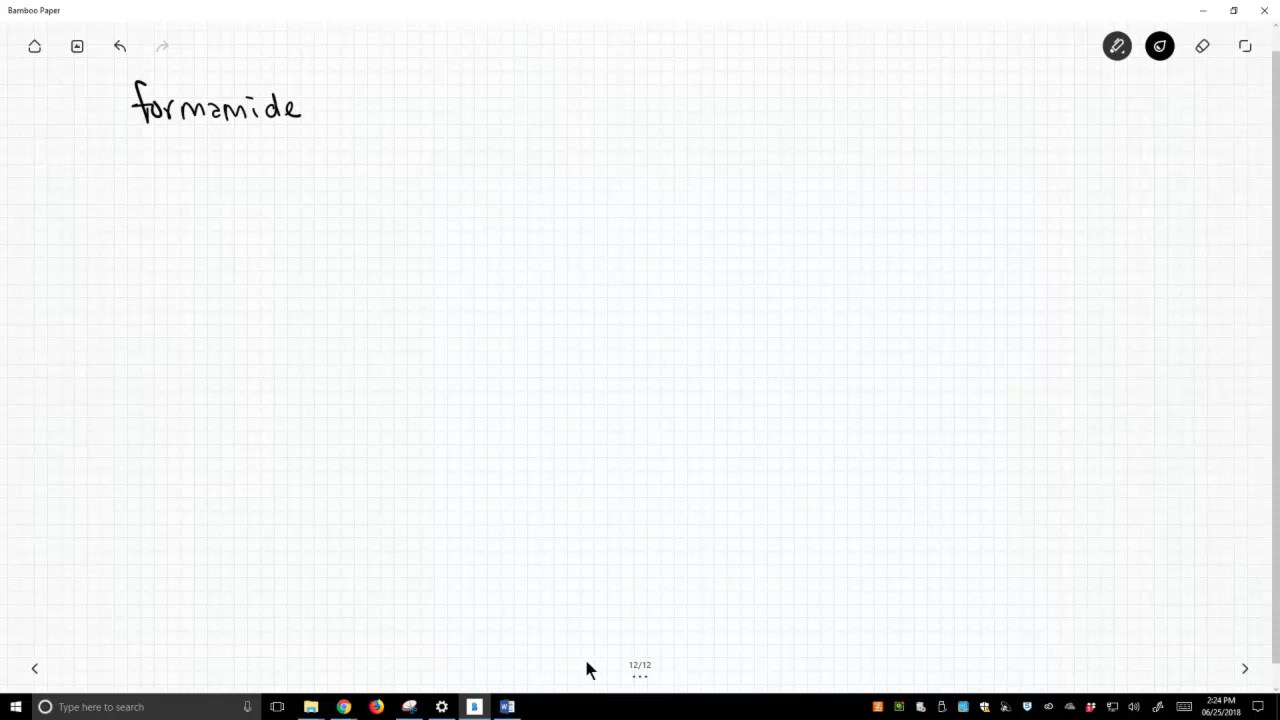 Bamboo Paper
formamide
12/12
Type here to search
2:24 PM
06/25/2018